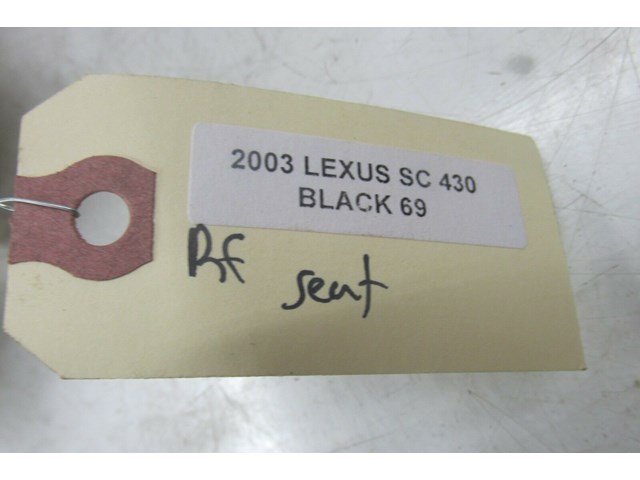 2003 LEXUS SC 430
BLACK 69
Rf seat